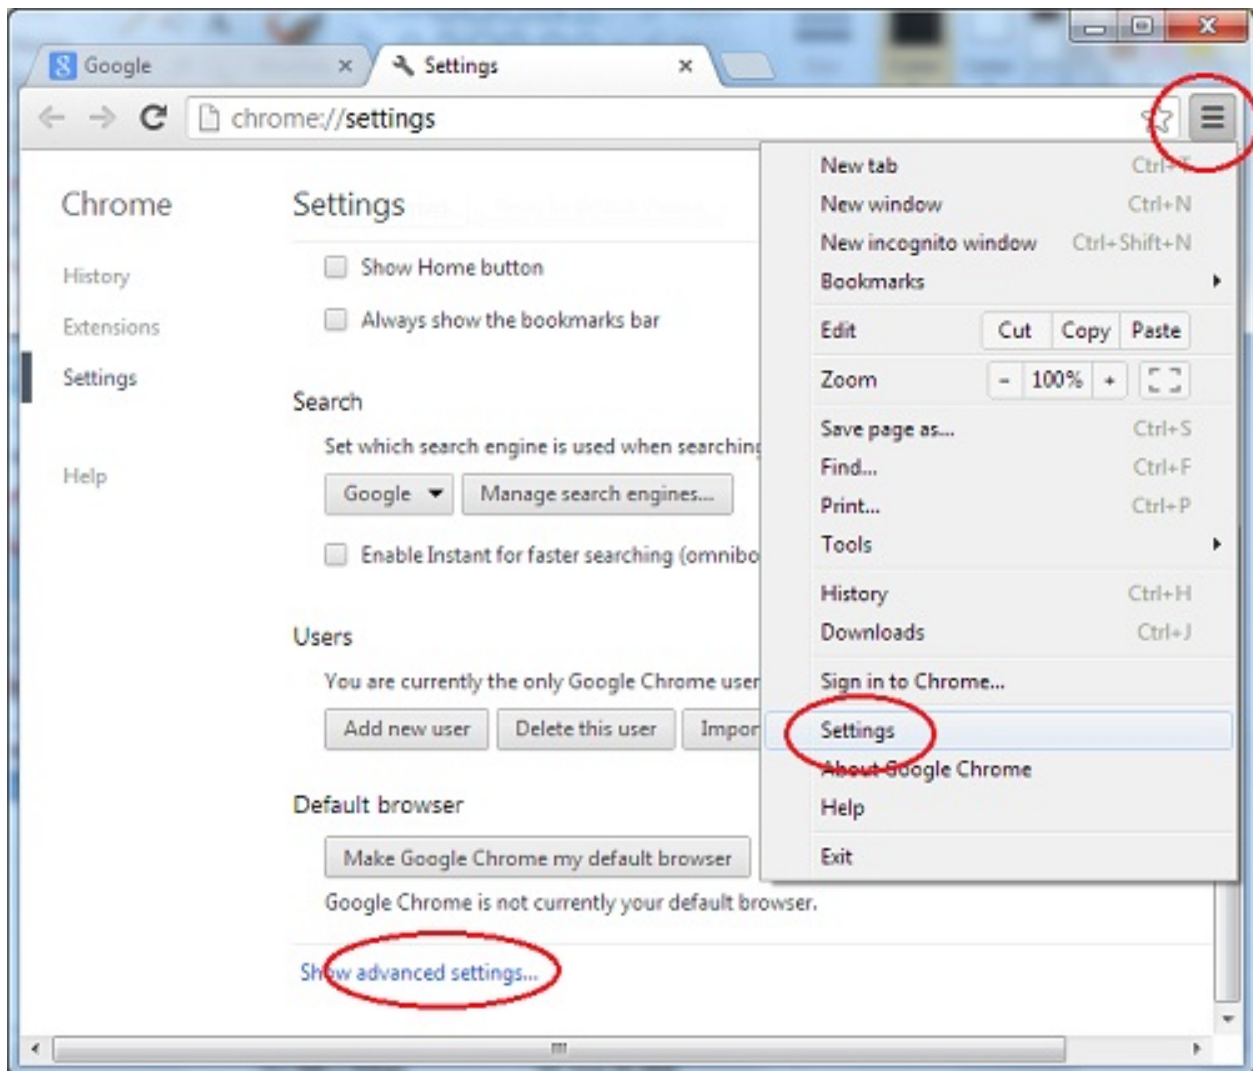 Google
Settings
chrome://settings
Chrome
History
Extensions
Settings
Help
Settings
Show Home button
Always show the bookmarks bar
Search
Set which search engine is used when searching
Google
Manage search engines...
Enable Instant for faster searching (omnibo
Users
You are currently the only Google Chrome user
Add new user Delete this user Impor
Default browser
Make Google Chrome my default browser
Google Chrome is not currently your default browser.
Show advanced settings...
New tab Ctrl+T
New window Ctrl+N
New incognito window Ctrl+Shift+N
Bookmarks
Edit Cut Copy Paste
Zoom - 100% +
Save page as... Ctrl+S
Find... Ctrl+F
Print... Ctrl+P
Tools
History Ctrl+H
Downloads Ctrl+J
Sign in to Chrome...
Settings
About Google Chrome
Help
Exit